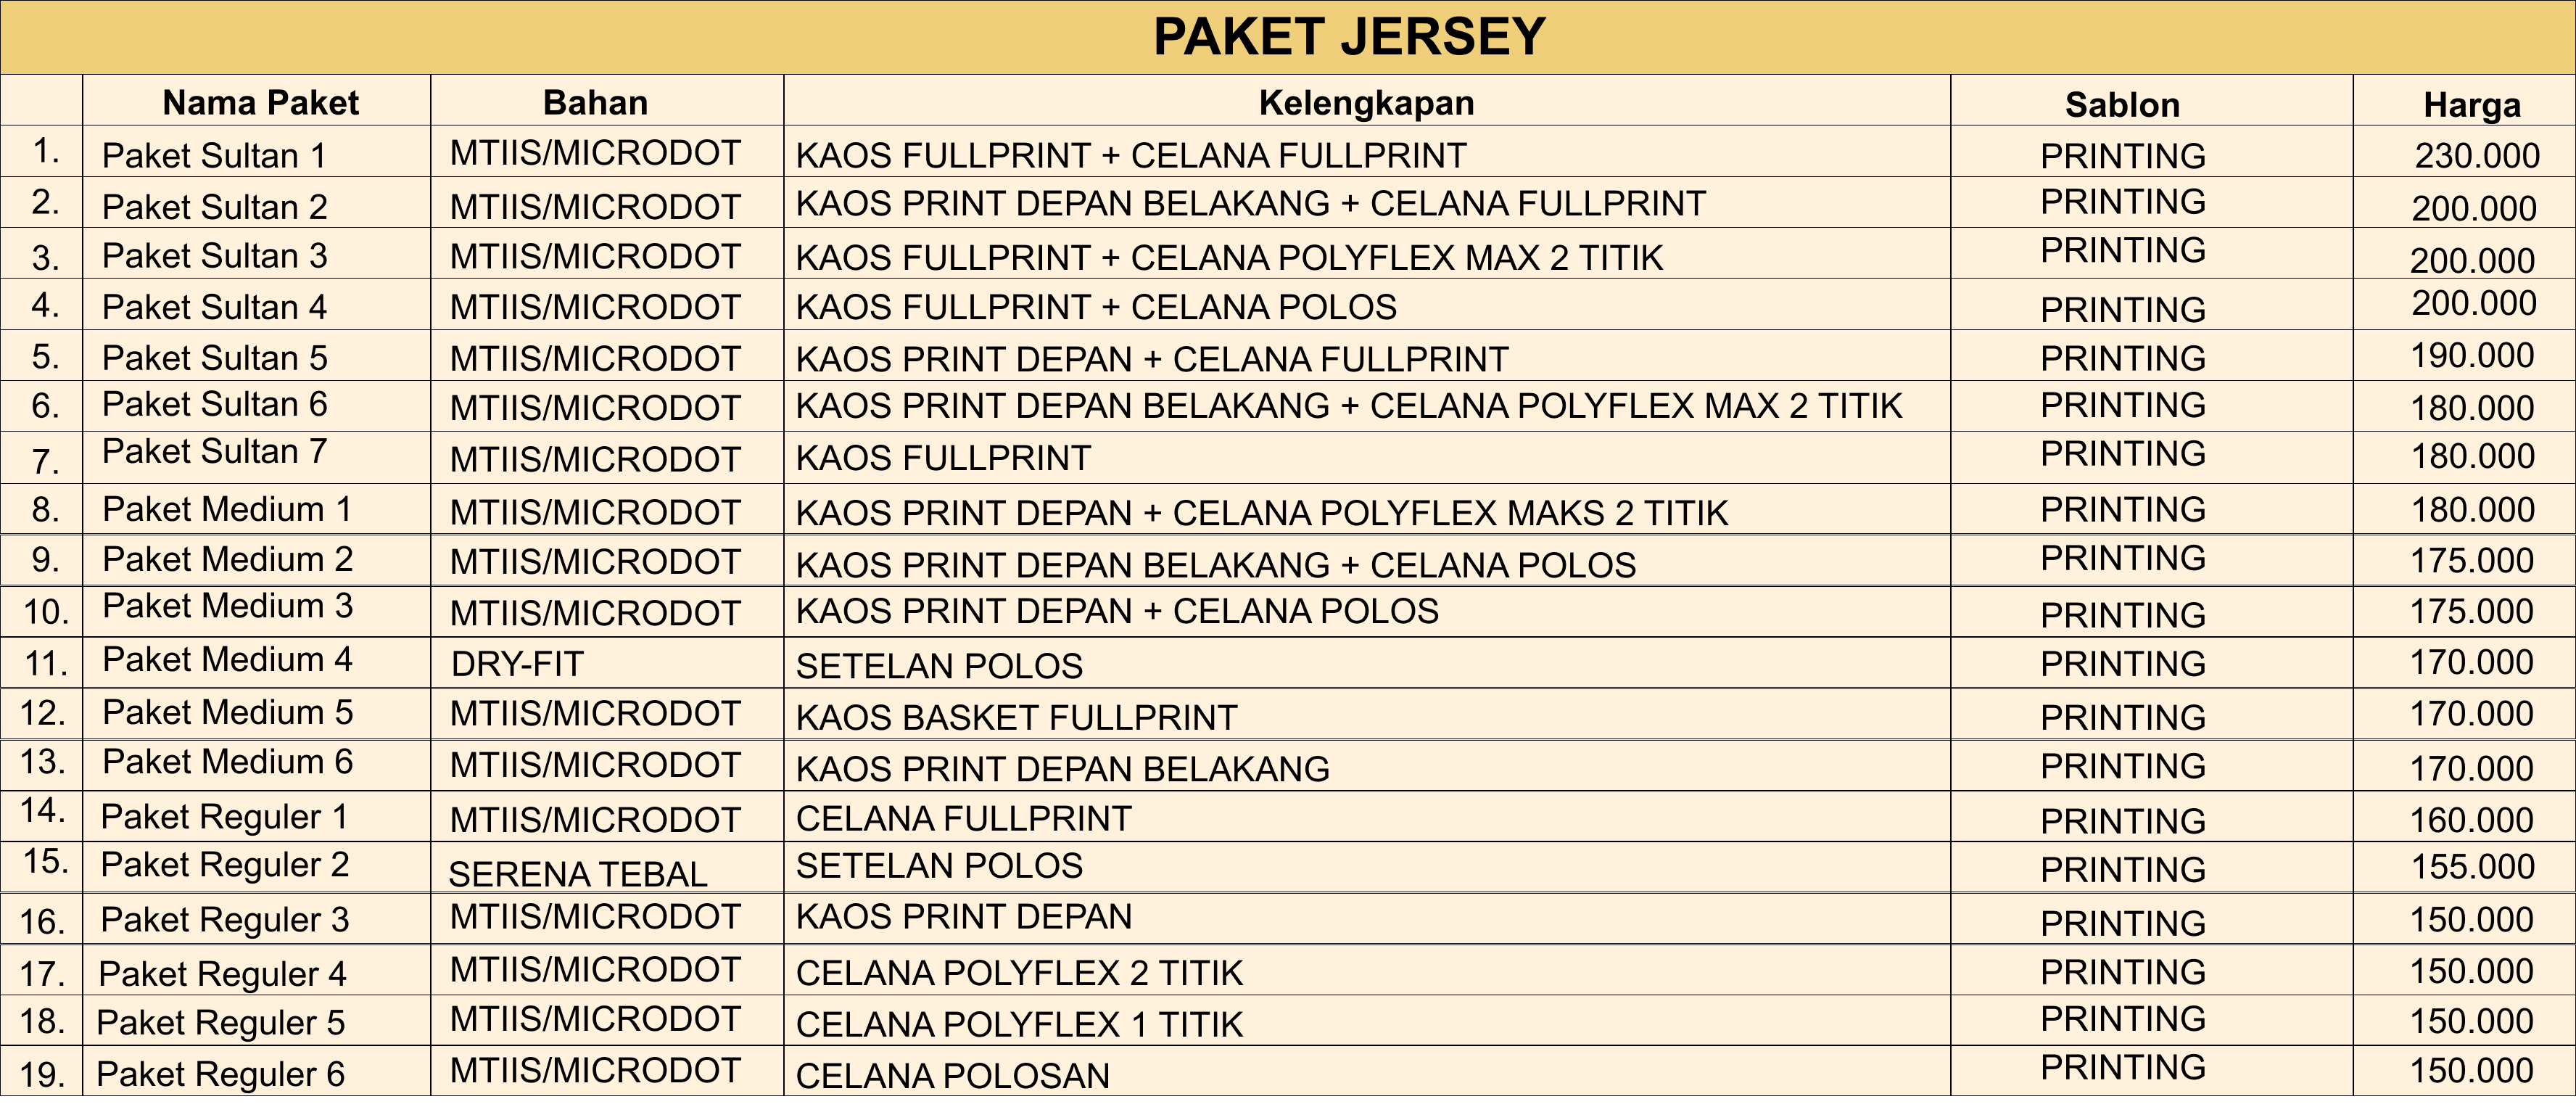 PAKET JERSEY
Nama Paket Bahan Kelengkapan Sablon Harga
1. Paket Sultan 1 MTIIS/MICRODOT KAOS FULLPRINT + CELANA FULLPRINT PRINTING 230.000
2. Paket Sultan 2 MTIIS/MICRODOT KAOS PRINT DEPAN BELAKANG + CELANA FULLPRINT PRINTING 200.000
3. Paket Sultan 3 MTIIS/MICRODOT KAOS FULLPRINT + CELANA POLYFLEX MAX 2 TITIK PRINTING 200.000
4. Paket Sultan 4 MTIIS/MICRODOT KAOS FULLPRINT + CELANA POLOS PRINTING 200.000
5. Paket Sultan 5 MTIIS/MICRODOT KAOS PRINT DEPAN + CELANA FULLPRINT PRINTING 190.000
6. Paket Sultan 6 MTIIS/MICRODOT KAOS PRINT DEPAN BELAKANG + CELANA POLYFLEX MAX 2 TITIK PRINTING 180.000
7. Paket Sultan 7 MTIIS/MICRODOT KAOS FULLPRINT PRINTING 180.000
8. Paket Medium 1 MTIIS/MICRODOT KAOS PRINT DEPAN + CELANA POLYFLEX MAKS 2 TITIK PRINTING 180.000
9. Paket Medium 2 MTIIS/MICRODOT KAOS PRINT DEPAN BELAKANG + CELANA POLOS PRINTING 175.000
10. Paket Medium 3 MTIIS/MICRODOT KAOS PRINT DEPAN + CELANA POLOS PRINTING 175.000
11. Paket Medium 4 DRY-FIT SETELAN POLOS PRINTING 170.000
12. Paket Medium 5 MTIIS/MICRODOT KAOS BASKET FULLPRINT PRINTING 170.000
13. Paket Medium 6 MTIIS/MICRODOT KAOS PRINT DEPAN BELAKANG PRINTING 170.000
14. Paket Reguler 1 MTIIS/MICRODOT CELANA FULLPRINT PRINTING 160.000
15. Paket Reguler 2 SERENA TEBAL SETELAN POLOS PRINTING 155.000
16. Paket Reguler 3 MTIIS/MICRODOT KAOS PRINT DEPAN PRINTING 150.000
17. Paket Reguler 4 MTIIS/MICRODOT CELANA POLYFLEX 2 TITIK PRINTING 150.000
18. Paket Reguler 5 MTIIS/MICRODOT CELANA POLYFLEX 1 TITIK PRINTING 150.000
19. Paket Reguler 6 MTIIS/MICRODOT CELANA POLOSAN PRINTING 150.000